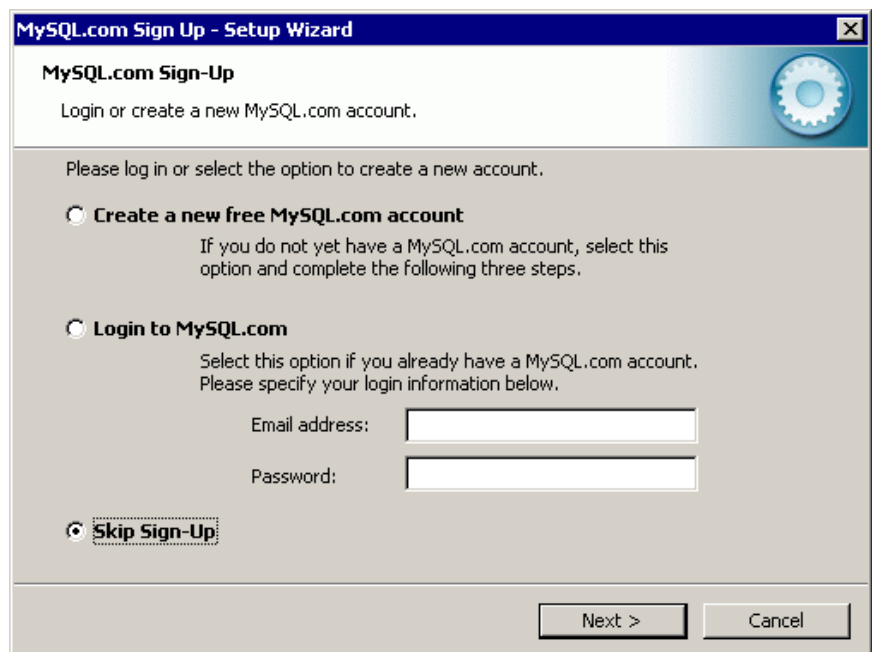 MySQL.com Sign Up - Setup Wizard
MySQL.com Sign-Up
Login or create a new MySQL.com account.
Please log in or select the option to create a new account.
Create a new free MySQL.com account
If you do not yet have a MySQL.com account, select this
option and complete the following three steps.
Login to MySQL.com
Select this option if you already have a MySQL.com account.
Please specify your login information below.
Email address:
Password:
Skip Sign-Up
Next > Cancel